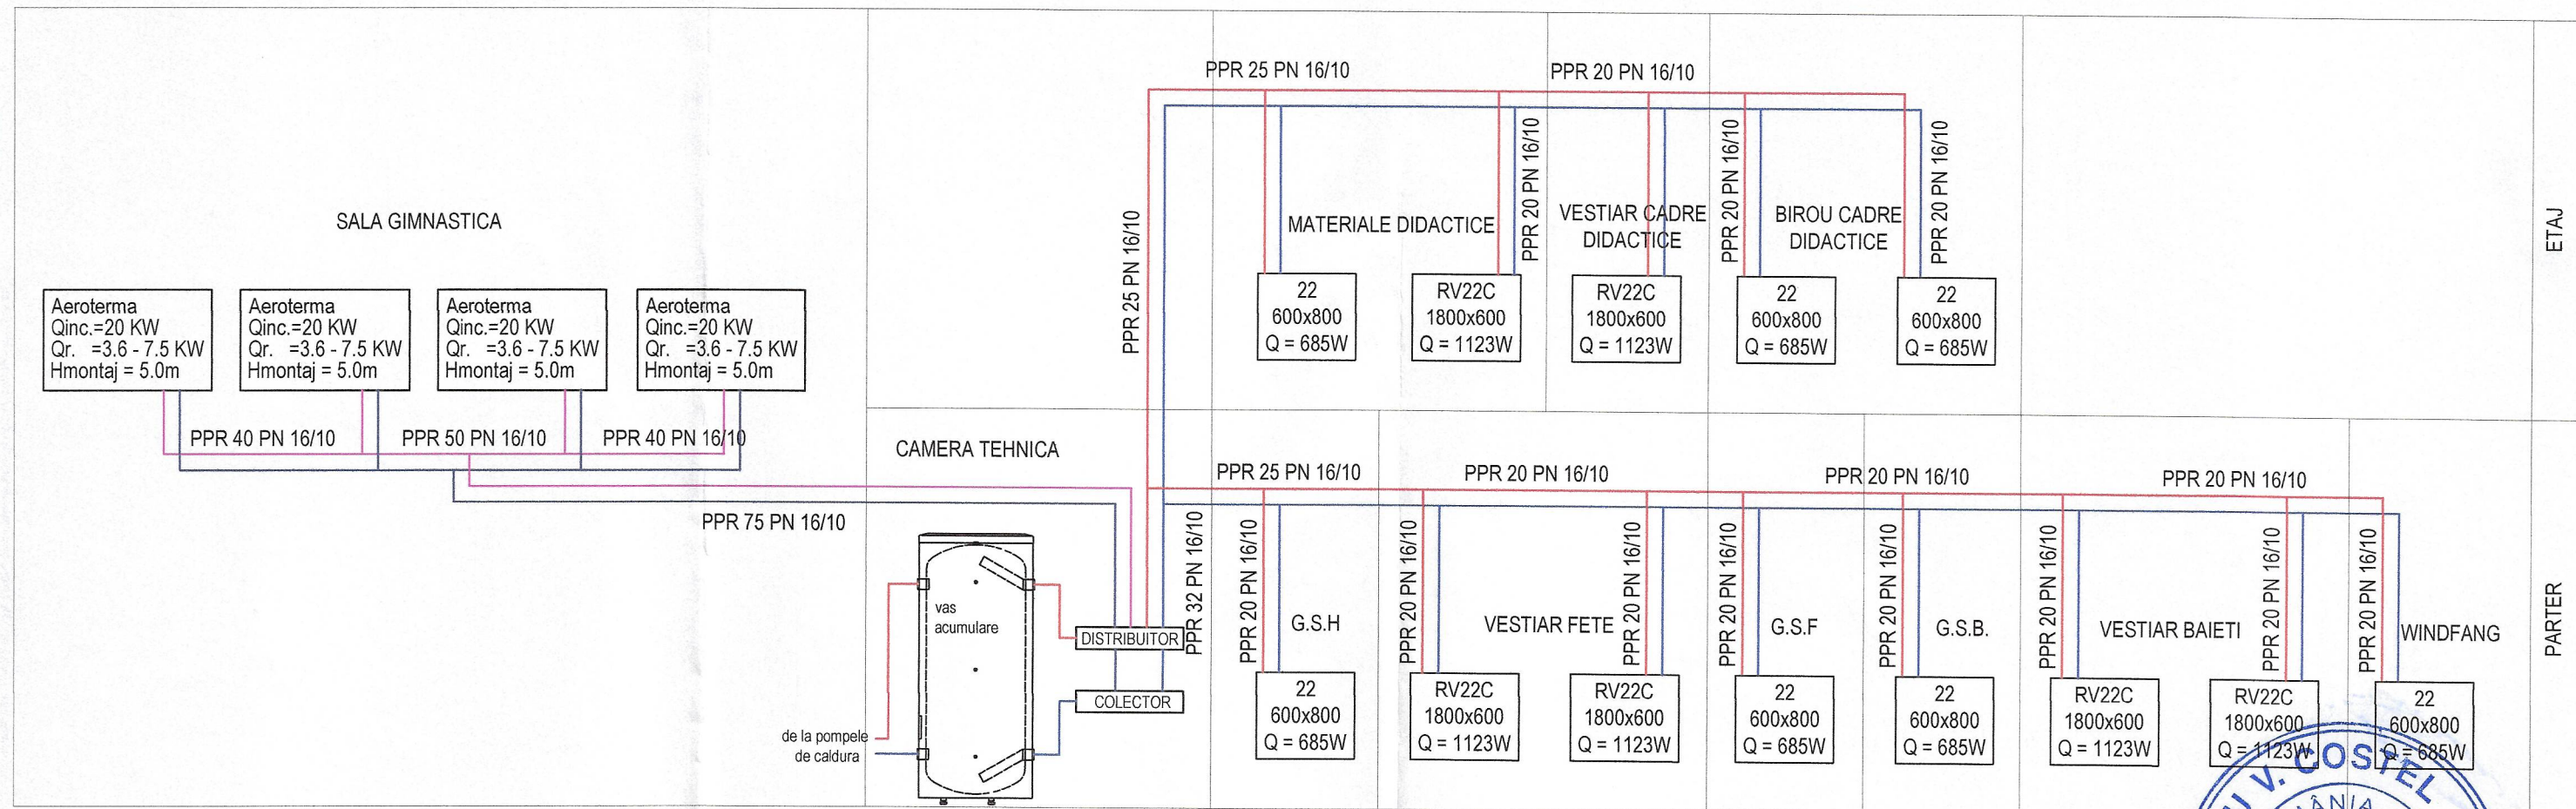 PPR 25 PN 16/10
PPR 20 PN 16/10
PPR 25 PN 16/10
PPR 20 PN 16/10
PPR 20 PN 16/10
PPR 20 PN 16/10
SALA GIMNASTICA
MATERIALE DIDACTICE
VESTIAR CADRE
DIDACTICE
BIROU CADRE
DIDACTICE
ETAJ
Aeroterma
Qinc.=20 KW
Qr. =3.6 - 7.5 KW
Hmontaj = 5.0m
Aeroterma
Qinc.=20 KW
Qr. =3.6 - 7.5 KW
Hmontaj = 5.0m
Aeroterma
Qinc.=20 KW
Qr. =3.6 - 7.5 KW
Hmontaj = 5.0m
Aeroterma
Qinc.=20 KW
Qr. =3.6 - 7.5 KW
Hmontaj = 5.0m
22
600x800
Q = 685W
RV22C
1800x600
Q = 1123W
RV22C
1800x600
Q = 1123W
22
600x800
Q = 685W
22
600x800
Q = 685W
PPR 40 PN 16/10
PPR 50 PN 16/10
PPR 40 PN 16/10
PPR 75 PN 16/10
CAMERA TEHNICA
PPR 25 PN 16/10
PPR 20 PN 16/10
PPR 20 PN 16/10
PPR 20 PN 16/10
vas
acumulare
DISTRIBUITOR
COLECTOR
de la pompele
de caldura
PPR 32 PN 16/10
PPR 20 PN 16/10
G.S.H
PPR 20 PN 16/10
VESTIAR FETE
PPR 20 PN 16/10
PPR 20 PN 16/10
G.S.F
PPR 20 PN 16/10
G.S.B.
PPR 20 PN 16/10
VESTIAR BAIETI
PPR 20 PN 16/10
PPR 20 PN 16/10
WINDFANG
PARTER
22
600x800
Q = 685W
RV22C
1800x600
Q = 1123W
RV22C
1800x600
Q = 1123W
22
600x800
Q = 685W
22
600x800
Q = 685W
RV22C
1800x600
Q = 1123W
RV22C
1800x600
Q = 1123W
22
600x800
Q = 685W
V. COSTEL